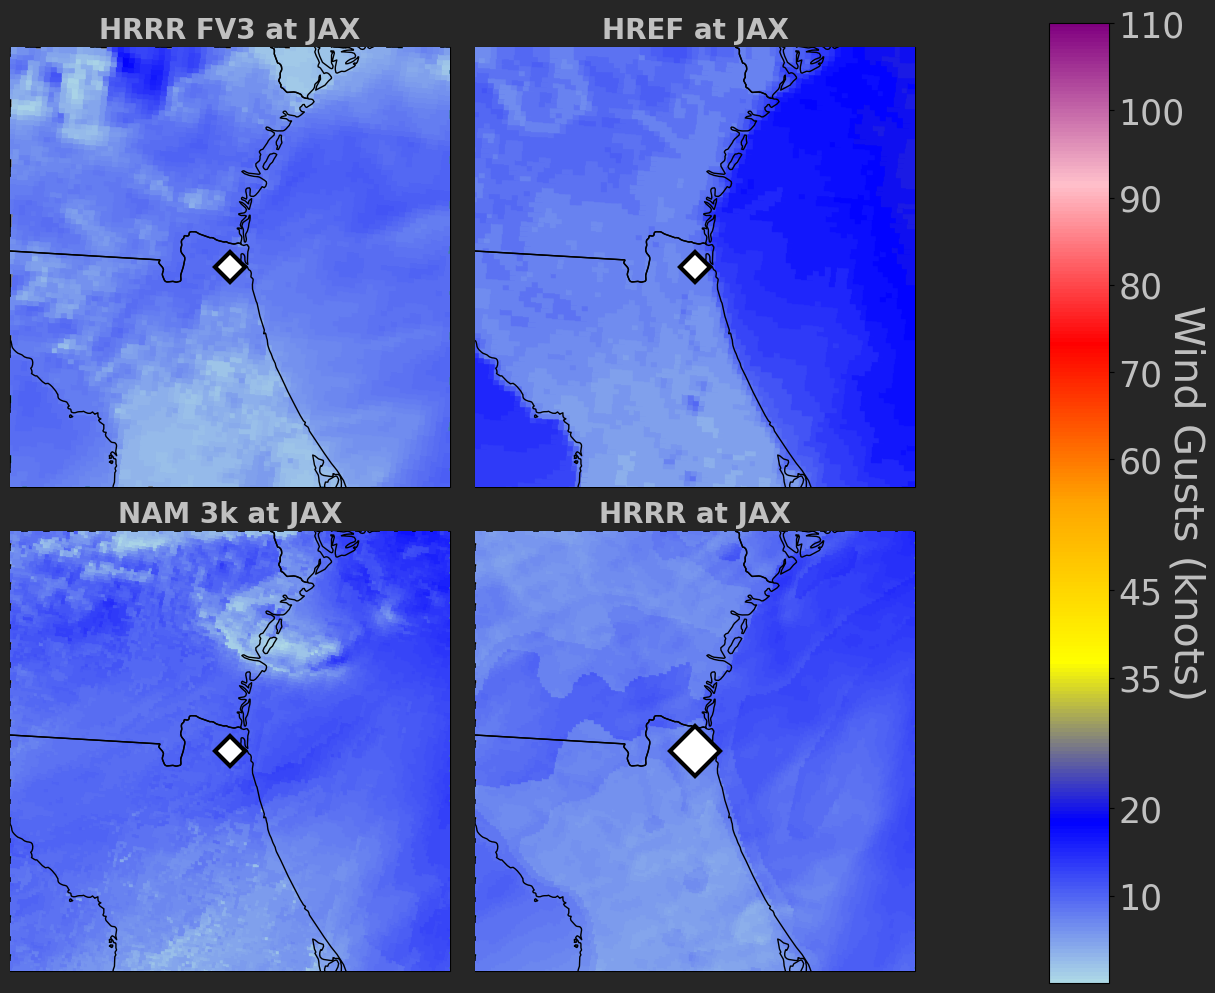 HRRR FV3 at JAX
HREF at JAX
NAM 3k at JAX
HRRR at JAX
110
100
90
80
70
60
45
35
20
10
Wind Gusts (knots)